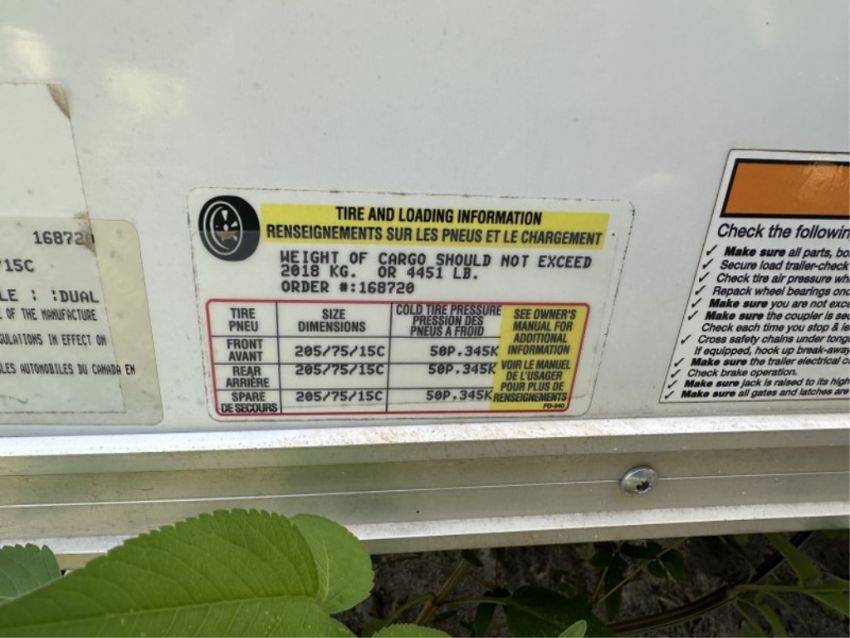 168720
/15C
LE : :DUAL
E OF THE MANUFACTURE
GULATIONS IN EFFECT ON
LES AUTOMOBILES DU CANADA EN
TIRE AND LOADING INFORMATION
RENSEIGNEMENTS SUR LES PNEUS ET LE CHARGEMENT
WEIGHT OF CARGO SHOULD NOT EXCEED
2018 KG. OR 4451 LB.
ORDER #:168720
TIRE PNEU
SIZE DIMENSIONS
COLD TIRE PRESSURE PRESSION DES PNEUS A FROID
FRONT AVANT 205/75/15C 50P.345K
REAR ARRIÈRE 205/75/15C 50P.345K
SPARE DE SECOURS 205/75/15C 50P.345K
SEE OWNER'S
MANUAL FOR
ADDITIONAL
INFORMATION
VOIR LE MANUEL
DE L'USAGER
POUR PLUS DE
RENSEIGNEMENTS
FG-340
Check the followin
✓ Make sure all parts, bo
✓ Secure load trailer-check
✓ Check tire air pressure wh
✓ Repack wheel bearings onc
✓ Make sure you are not exce
✓ Make sure the coupler is sec
Check each time you stop & le
✓ Cross safety chains under tong
If equipped, hook up break-away
✓ Make sure the trailer electrical c
✓ Check brake operation.
✓ Make sure jack is raised to its high
✓ Make sure all gates and latches are